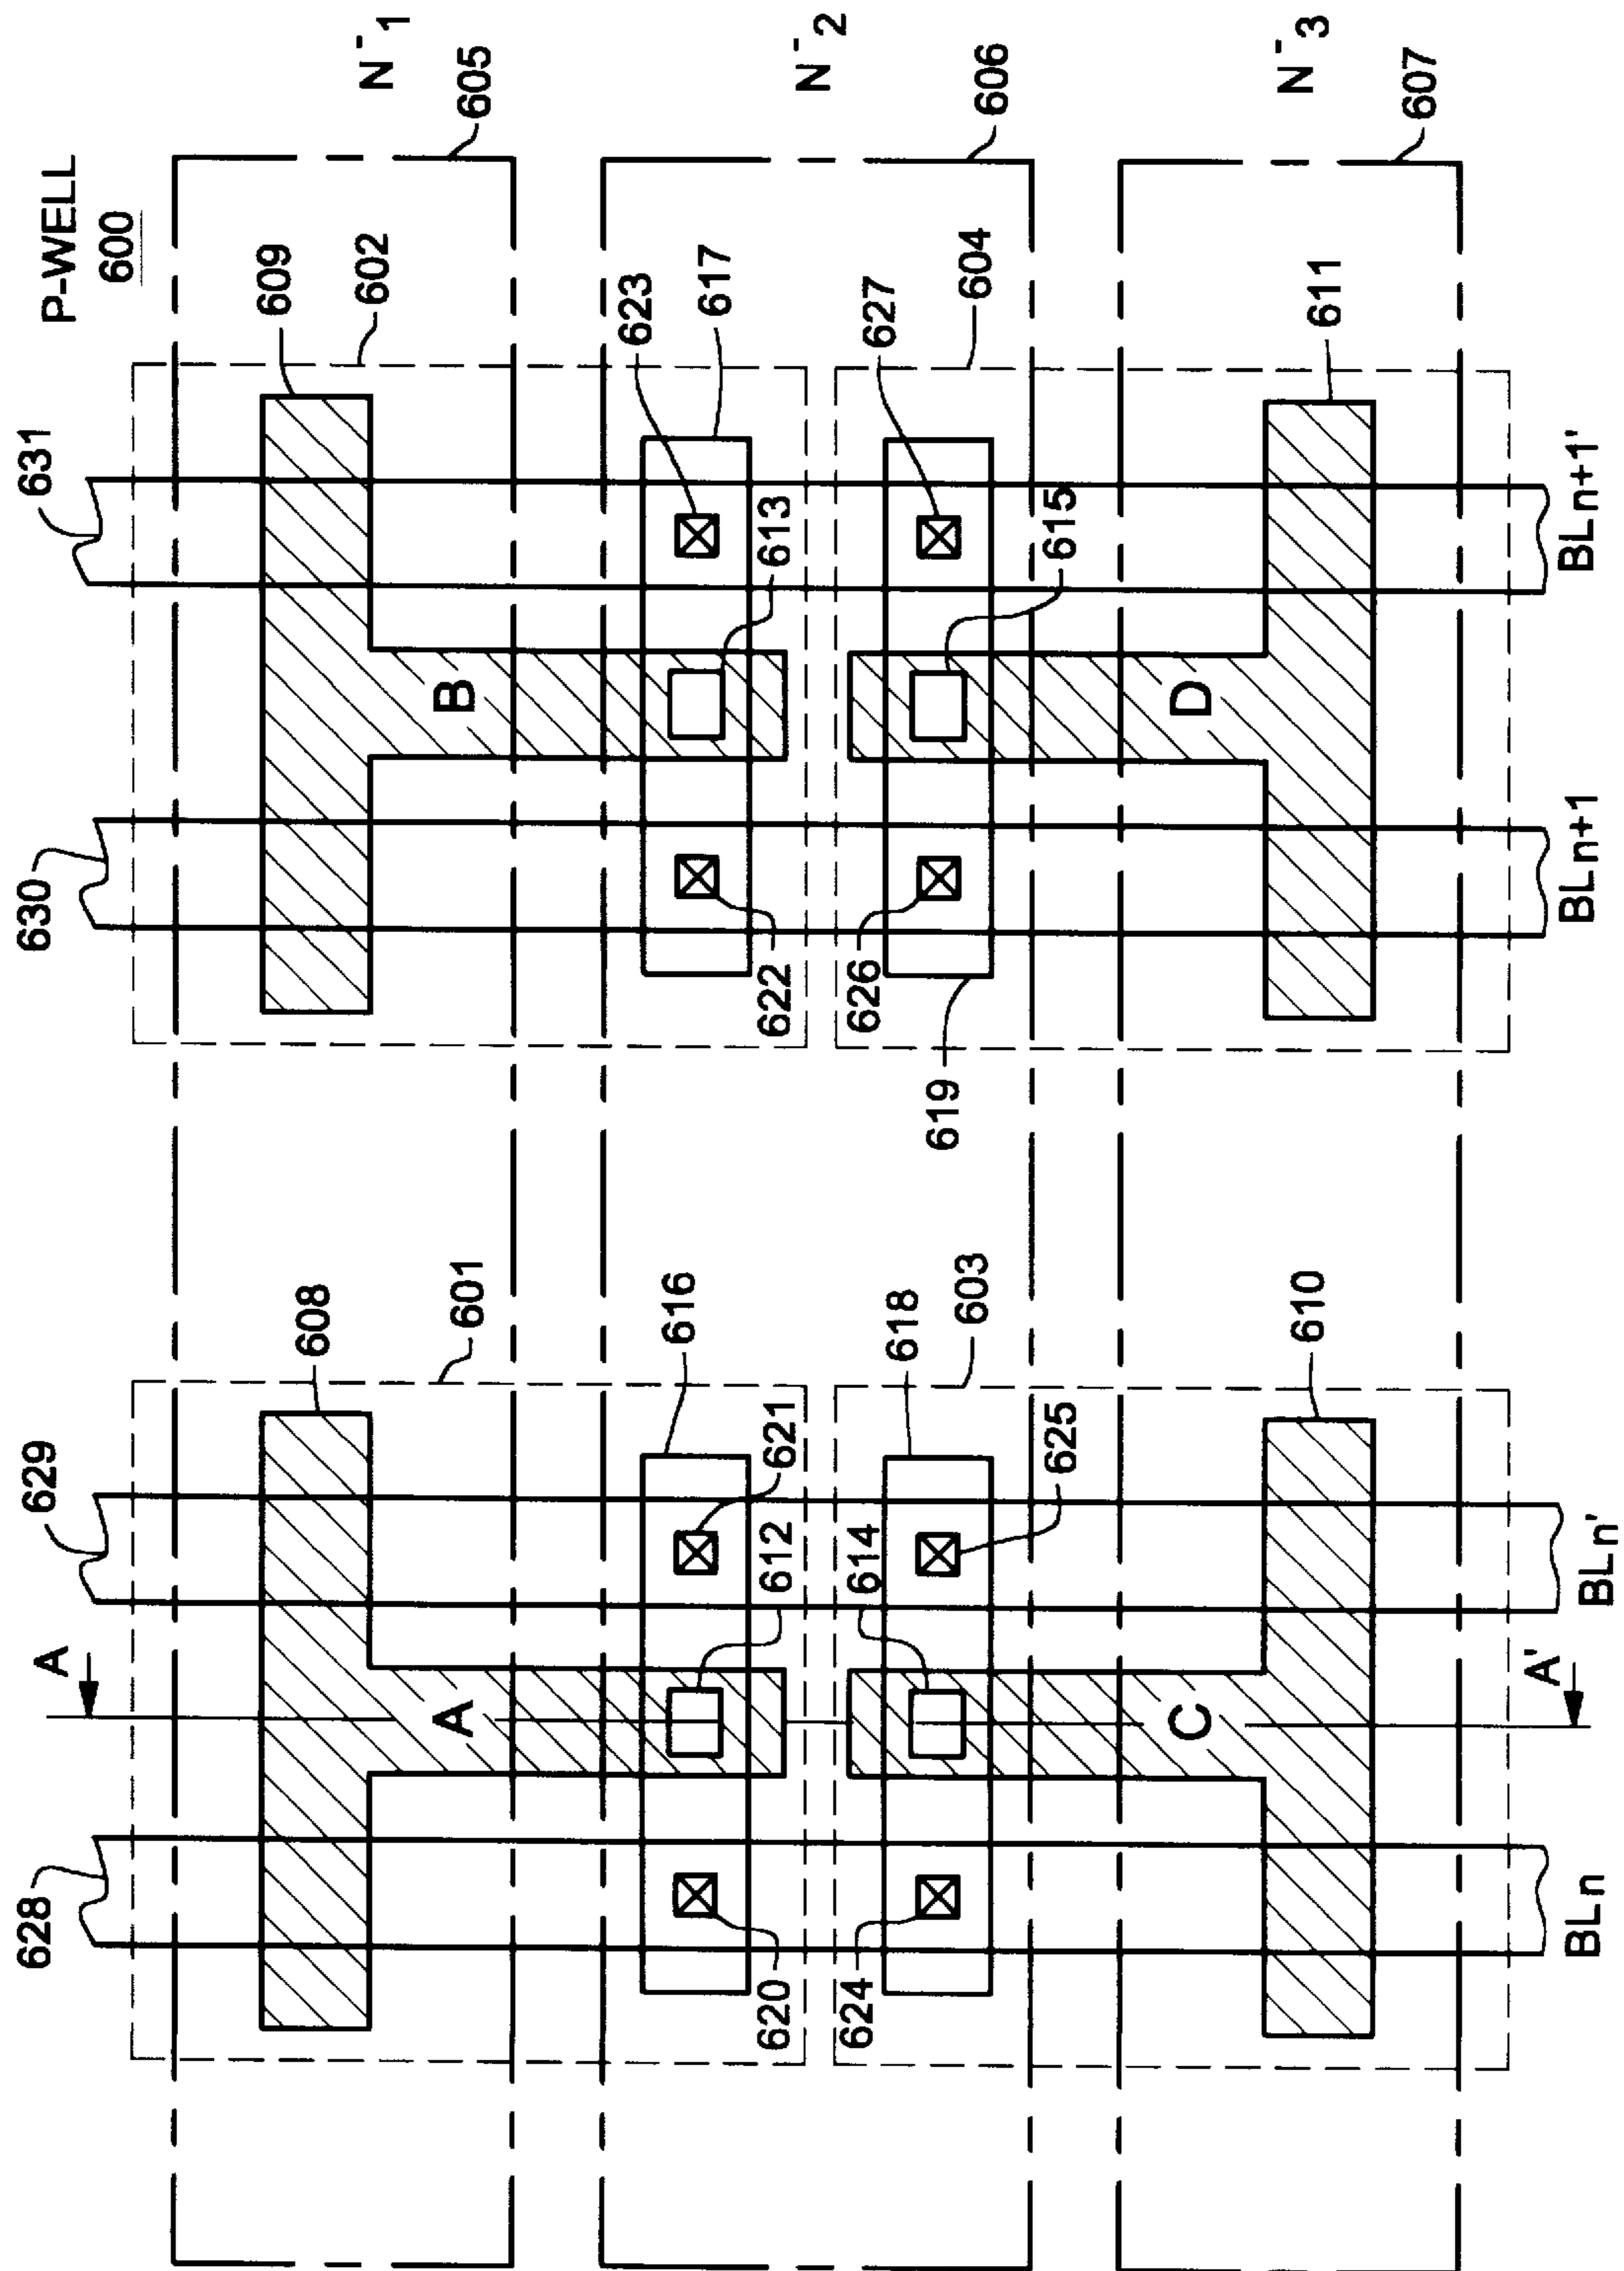 P-WELL
600
N⁻1
605
N⁻2
606
N⁻3
607
628
629
630
631
A
608
601
609
602
A
B
616
621
612
620
623
617
613
622
614
618
603
625
624
627
604
615
626
619
C
D
610
611
A'
BLn
BLn'
BLn+1
BLn+1'